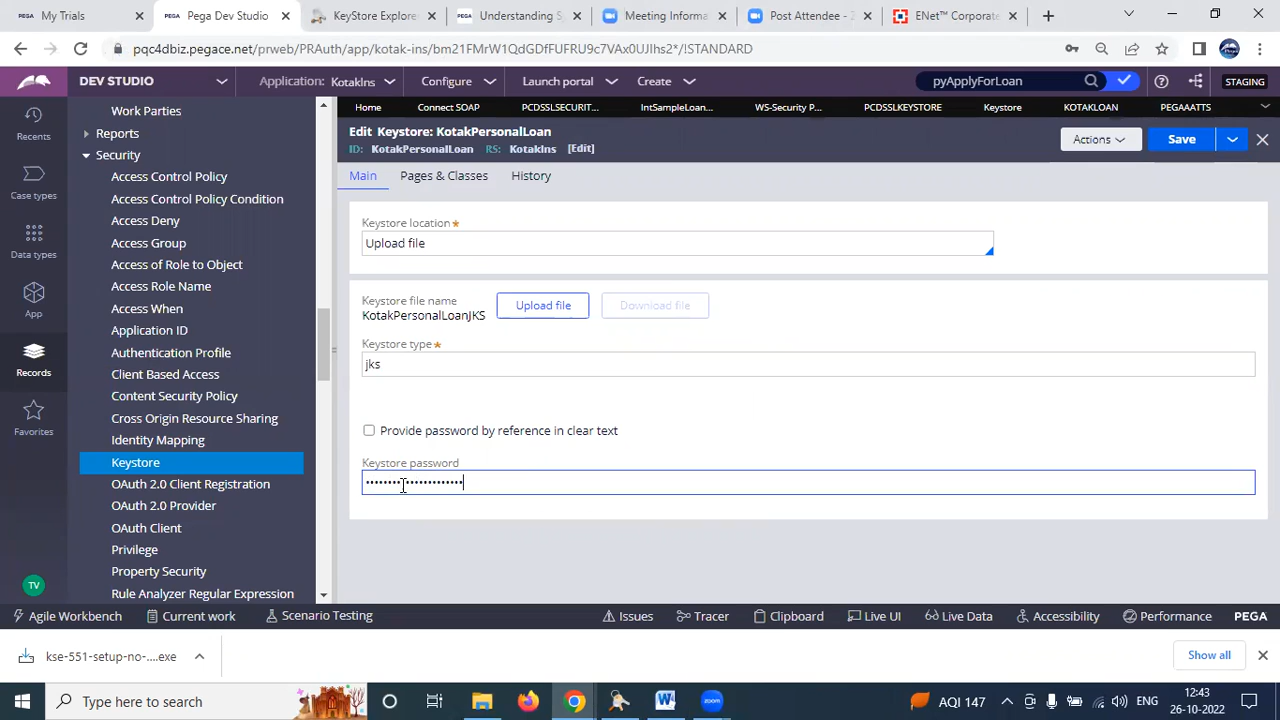 My Trials
Pega Dev Studio
KeyStore Explore
Understanding S
Meeting Informa
Post Attendee - Z
ENet™ Corporate
pqc4dbiz.pegace.net/prweb/PRAuth/app/kotak-ins/bm21FMrW1QdGDfFUFRU9c7VAx0UJIhs2*/!STANDARD
DEV STUDIO
Application: KotakIns
Configure
Launch portal
Create
pyApplyForLoan
STAGING
Home
Connect SOAP
PCDSSLSECURIT...
IntSampleLoan...
WS-Security P...
PCDSSLKEYSTORE
Keystore
KOTAKLOAN
PEGAAATTS
Recents
Case types
Data types
App
Records
Favorites
TV
Work Parties
Reports
Security
Access Control Policy
Access Control Policy Condition
Access Deny
Access Group
Access of Role to Object
Access Role Name
Access When
Application ID
Authentication Profile
Client Based Access
Content Security Policy
Cross Origin Resource Sharing
Identity Mapping
Keystore
OAuth 2.0 Client Registration
OAuth 2.0 Provider
OAuth Client
Privilege
Property Security
Rule Analyzer Regular Expression
Edit Keystore: KotakPersonalLoan
ID: KotakPersonalLoan RS: KotakIns [Edit]
Actions
Save
Main
Pages & Classes
History
Keystore location★
Upload file
Keystore file name
KotakPersonalLoanJKS
Upload file
Download file
Keystore type★
jks
Provide password by reference in clear text
Keystore password
Agile Workbench
Current work
Scenario Testing
Issues
Tracer
Clipboard
Live UI
Live Data
Accessibility
Performance
PEGA
kse-551-setup-no-....exe
Show all
Type here to search
AQI 147
ENG
12:43
26-10-2022